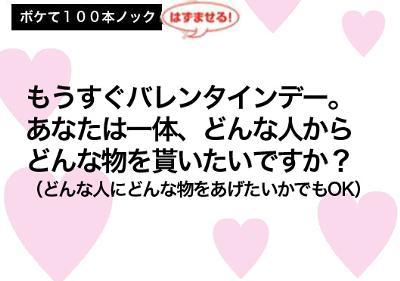 ボケて１００本ノック
はずませる！
もうすぐバレンタインデー。
あなたは一体、どんな人から
どんな物を貰いたいですか？
（どんな人にどんな物をあげたいかでもOK）